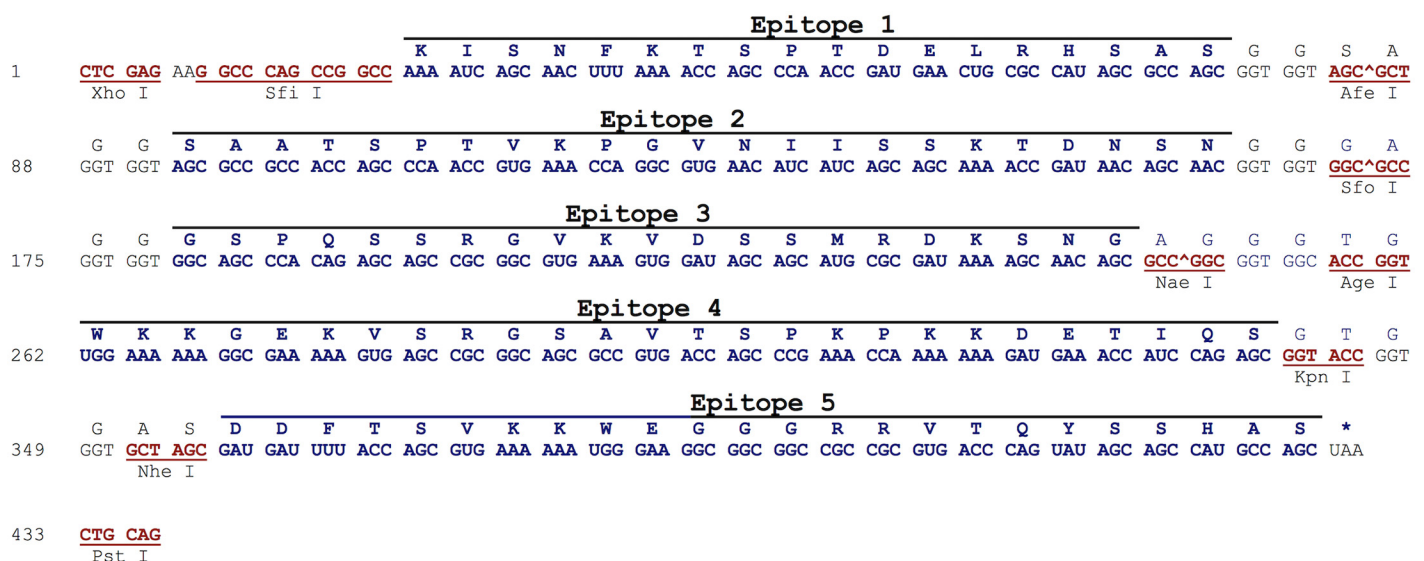 Epitope 1
K I S N F K T S P T D E L R H S A S G G S A
1 CTC GAG AAG GCC CAG CCG GCC AAA AUC AGC AAC UUU AAA ACC AGC CCA ACC GAU GAA CUG CGC CAU AGC GCC AGC GGT GGT AGC^GCT
Xho I Sfi I Afe I
Epitope 2
G G S A A T S P T V K P G V N I I S S K T D N S N G G G A
88 GGT GGT AGC GCC GCC ACC AGC CCA ACC GUG AAA CCA GGC GUG AAC AUC AUC AGC AGC AAA ACC GAU AAC AGC AAC GGT GGT GGC^GCC
Sfo I
Epitope 3
G G G S P Q S S R G V K V D S S M R D K S N G A G G G T G
175 GGT GGT GGC AGC CCA CAG AGC AGC CGC GGC GUG AAA GUG GAU AGC AGC AUG CGC GAU AAA AGC AAC AGC GCC^GGC GGT GGC ACC GGT
Nae I Age I
Epitope 4
W K K G E K V S R G S A V T S P K P K K D E T I Q S G T G
262 UGG AAA AAA GGC GAA AAA GUG AGC CGC GGC AGC GCC GUG ACC AGC CCG AAA CCA AAA AAA GAU GAA ACC AUC CAG AGC GGT ACC GGT
Kpn I
Epitope 5
G A S D D F T S V K K W E G G G R R V T Q Y S S H A S *
349 GGT GCT AGC GAU GAU UUU ACC AGC GUG AAA AAA UGG GAA GGC GGC GGC CGC CGC GUG ACC CAG UAU AGC AGC CAU GCC AGC UAA
Nhe I
433 CTG CAG
Pst I